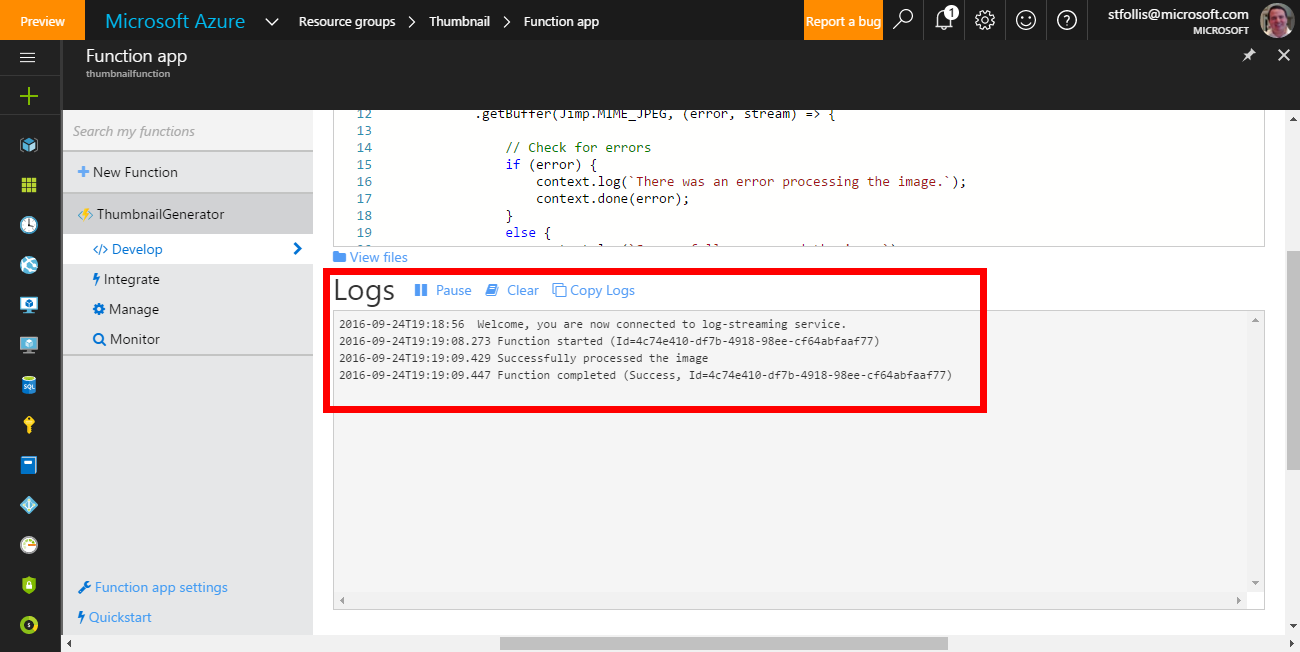 Preview
Microsoft Azure
Resource groups > Thumbnail > Function app
Report a bug
1
stfollis@microsoft.com
MICROSOFT
Function app
thumbnailfunction
Search my functions
New Function
ThumbnailGenerator
</> Develop
Integrate
Manage
Monitor
Function app settings
Quickstart
12 .getBuffer(Jimp.MIME_JPEG, (error, stream) => {
13
14 // Check for errors
15 if (error) {
16 context.log(`There was an error processing the image.`);
17 context.done(error);
18 }
19 else {
View files
Logs
Pause
Clear
Copy Logs
2016-09-24T19:18:56  Welcome, you are now connected to log-streaming service.
2016-09-24T19:19:08.273 Function started (Id=4c74e410-df7b-4918-98ee-cf64abfaaf77)
2016-09-24T19:19:09.429 Successfully processed the image
2016-09-24T19:19:09.447 Function completed (Success, Id=4c74e410-df7b-4918-98ee-cf64abfaaf77)
SQL